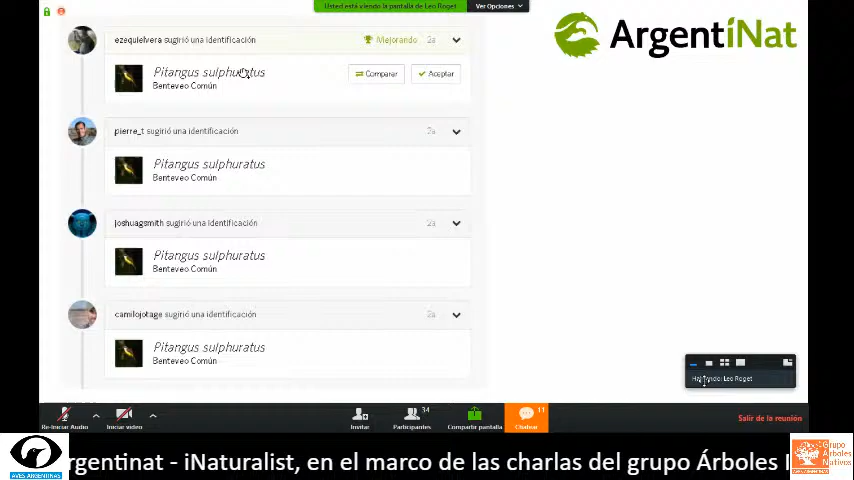 Usted está viendo la pantalla de Leo Roget
Ver Opciones
ArgentíNat
ezequielvera sugirió una identificación
Mejorando
2a
Pitangus sulphuratus
Benteveo Común
Comparar
Aceptar
pierre_t sugirió una identificación
2a
Pitangus sulphuratus
Benteveo Común
joshuagsmith sugirió una identificación
2a
Pitangus sulphuratus
Benteveo Común
camilojotage sugirió una identificación
2a
Pitangus sulphuratus
Benteveo Común
Leo Roget
Re-Iniciar Audio
Iniciar video
Invitar
34
Participantes
Compartir pantalla
11
Chatear
Salir de la reunión
AVES ARGENTINAS
rgentinat - iNaturalist, en el marco de las charlas del grupo Árboles
Grupo
Árboles
Nativos